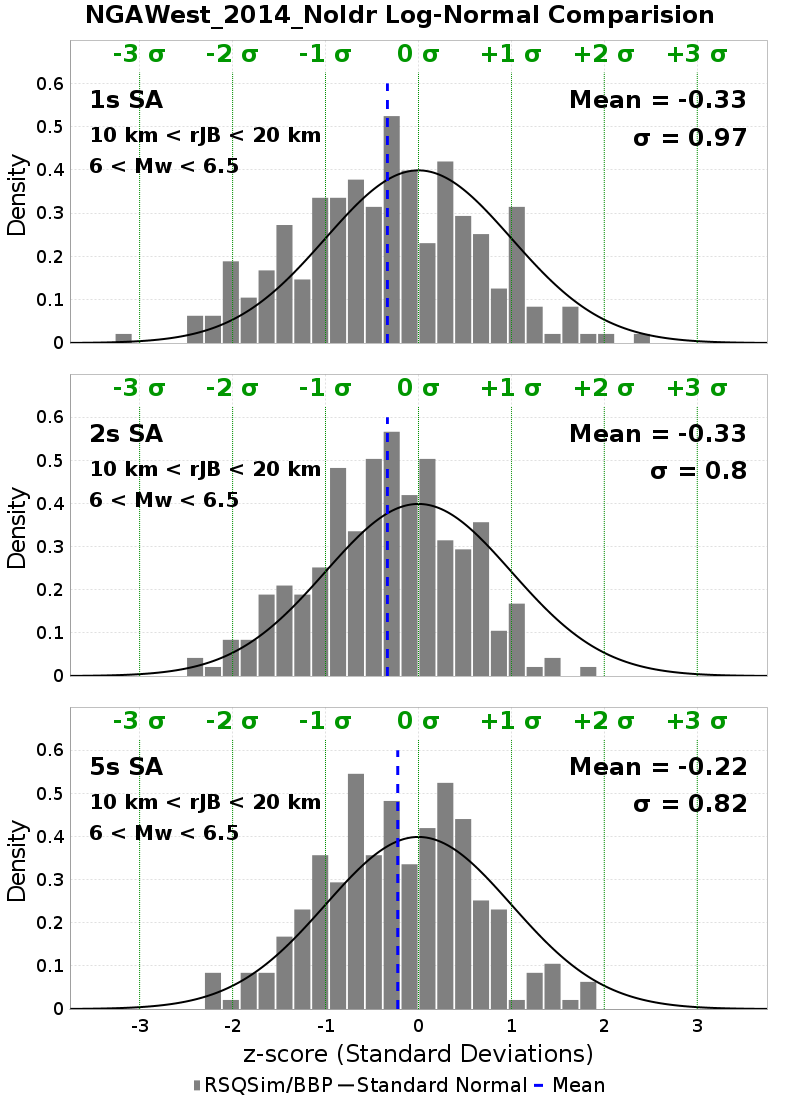 NGAWest_2014_NoIdr Log-Normal Comparision
-3 σ -2 σ -1 σ 0 σ +1 σ +2 σ +3 σ
0.6
1s SA Mean = -0.33
0.5
10 km < rJB < 20 km σ = 0.97
6 < Mw < 6.5
0.4
0.3
0.2
0.1
0
Density
-3 σ -2 σ -1 σ 0 σ +1 σ +2 σ +3 σ
0.6
2s SA Mean = -0.33
0.5
10 km < rJB < 20 km σ = 0.8
6 < Mw < 6.5
0.4
0.3
0.2
0.1
0
Density
-3 σ -2 σ -1 σ 0 σ +1 σ +2 σ +3 σ
0.6
5s SA Mean = -0.22
0.5
10 km < rJB < 20 km σ = 0.82
6 < Mw < 6.5
0.4
0.3
0.2
0.1
0
Density
-3 -2 -1 0 1 2 3
z-score (Standard Deviations)
RSQSim/BBP Standard Normal Mean